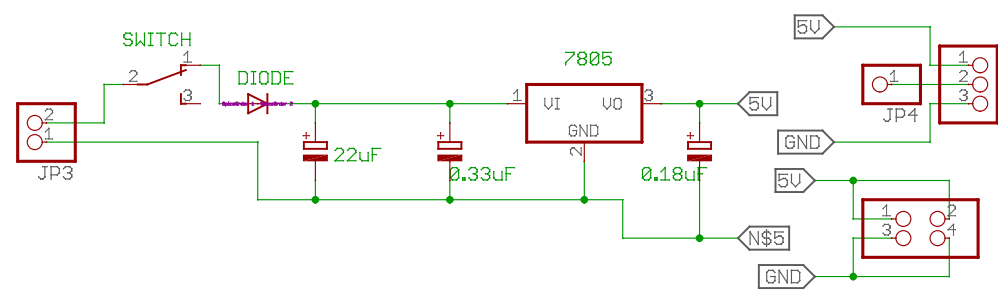 SWITCH
2
1
3
DIODE
2
1
JP3
22uF
0.33uF
7805
1
VI
VO
3
GND
2
0.18uF
5V
N$5
5V
1
JP4
1
2
3
GND
5V
1
2
3
4
GND